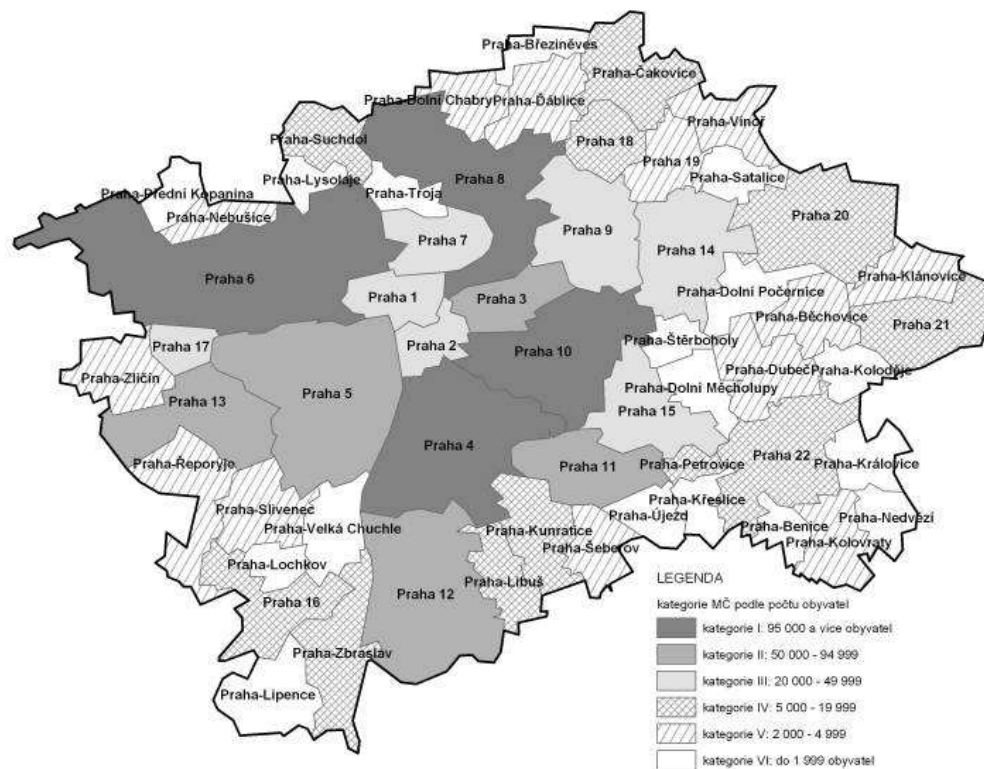 Praha-Březiněves
Praha-Čakovice
Praha-Dolní Chabry
Praha-Ďáblice
Praha-Vinoř
Praha-Suchdol
Praha 18
Praha 19
Praha-Satalice
Praha-Lysolaje
Praha 8
Praha-Troja
Praha-Přední Kopanina
Praha-Nebušice
Praha 20
Praha 7
Praha 9
Praha 14
Praha 6
Praha-Klánovice
Praha 1
Praha 3
Praha-Dolní Počernice
Praha-Běchovice
Praha 21
Praha 17
Praha 2
Praha 10
Praha-Štěrboholy
Praha-Zličín
Praha-Dubeč
Praha-Koloděje
Praha 13
Praha 5
Praha-Dolní Měcholupy
Praha 15
Praha 4
Praha 22
Praha-Řeporyje
Praha 11
Praha-Petrovice
Praha-Královice
Praha-Křeslice
Praha-Slivenec
Praha-Újezd
Praha-Nedvězí
Praha-Velká Chuchle
Praha-Kunratice
Praha-Benice
Praha-Šeberov
Praha-Kolovraty
Praha-Lochkov
Praha-Libuš
Praha 16
Praha 12
Praha-Zbraslav
Praha-Lipence
LEGENDA
kategorie MČ podle počtu obyvatel
kategorie I: 95 000 a více obyvatel
kategorie II: 50 000 - 94 999
kategorie III: 20 000 - 49 999
kategorie IV: 5 000 - 19 999
kategorie V: 2 000 - 4 999
kategorie VI: do 1 999 obyvatel